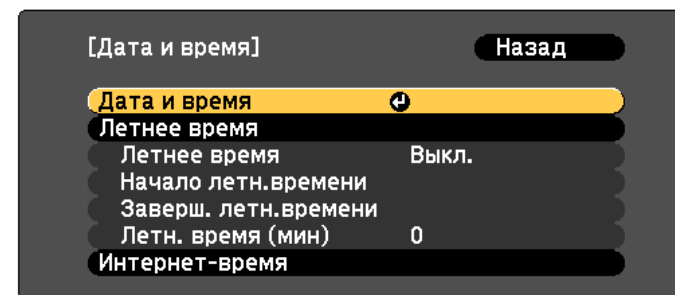 [Дата и время] Назад
Дата и время
Летнее время
Летнее время Выкл.
Начало летн.времени
Заверш. летн.времени
Летн. время (мин) 0
Интернет-время